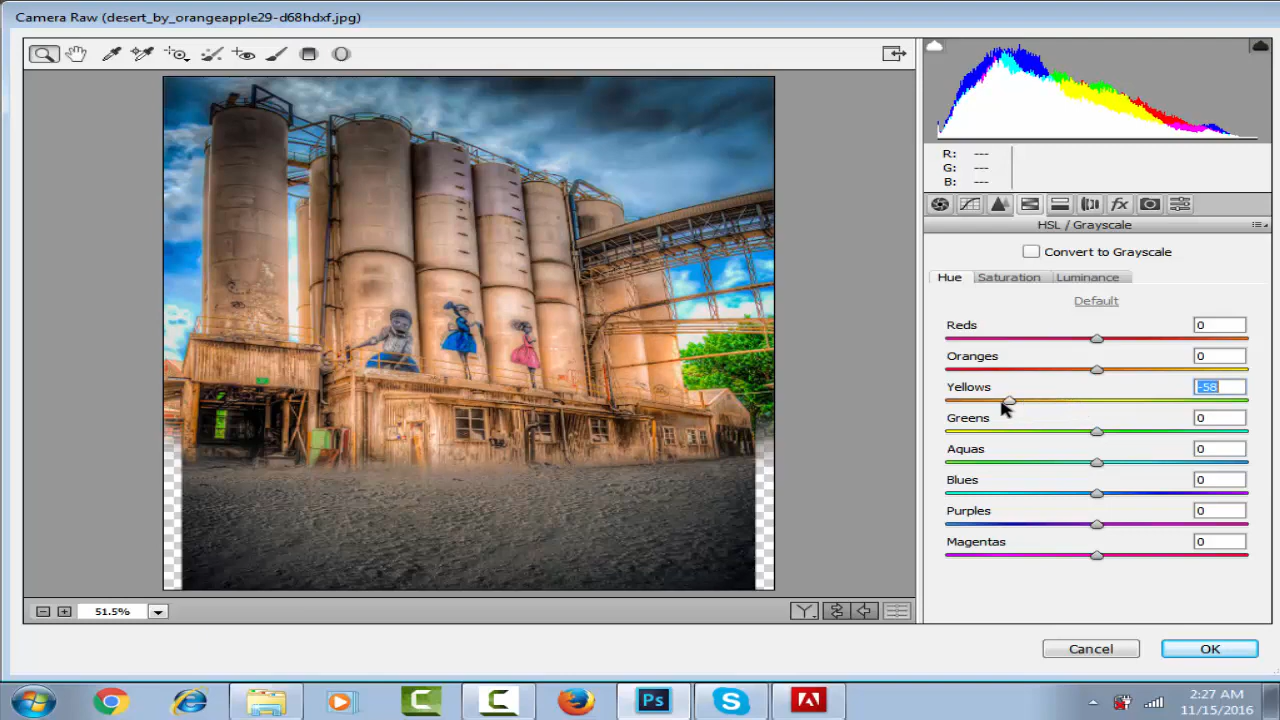 Camera Raw (desert_by_orangeapple29-d68hdxf.jpg)
R: ---
G: ---
B: ---
fx
HSL / Grayscale
Convert to Grayscale
Hue Saturation Luminance
Default
Reds 0
Oranges 0
Yellows -58
Greens 0
Aquas 0
Blues 0
Purples 0
Magentas 0
51.5%
Y
Cancel OK
C C Ps S
2:27 AM
11/15/2016